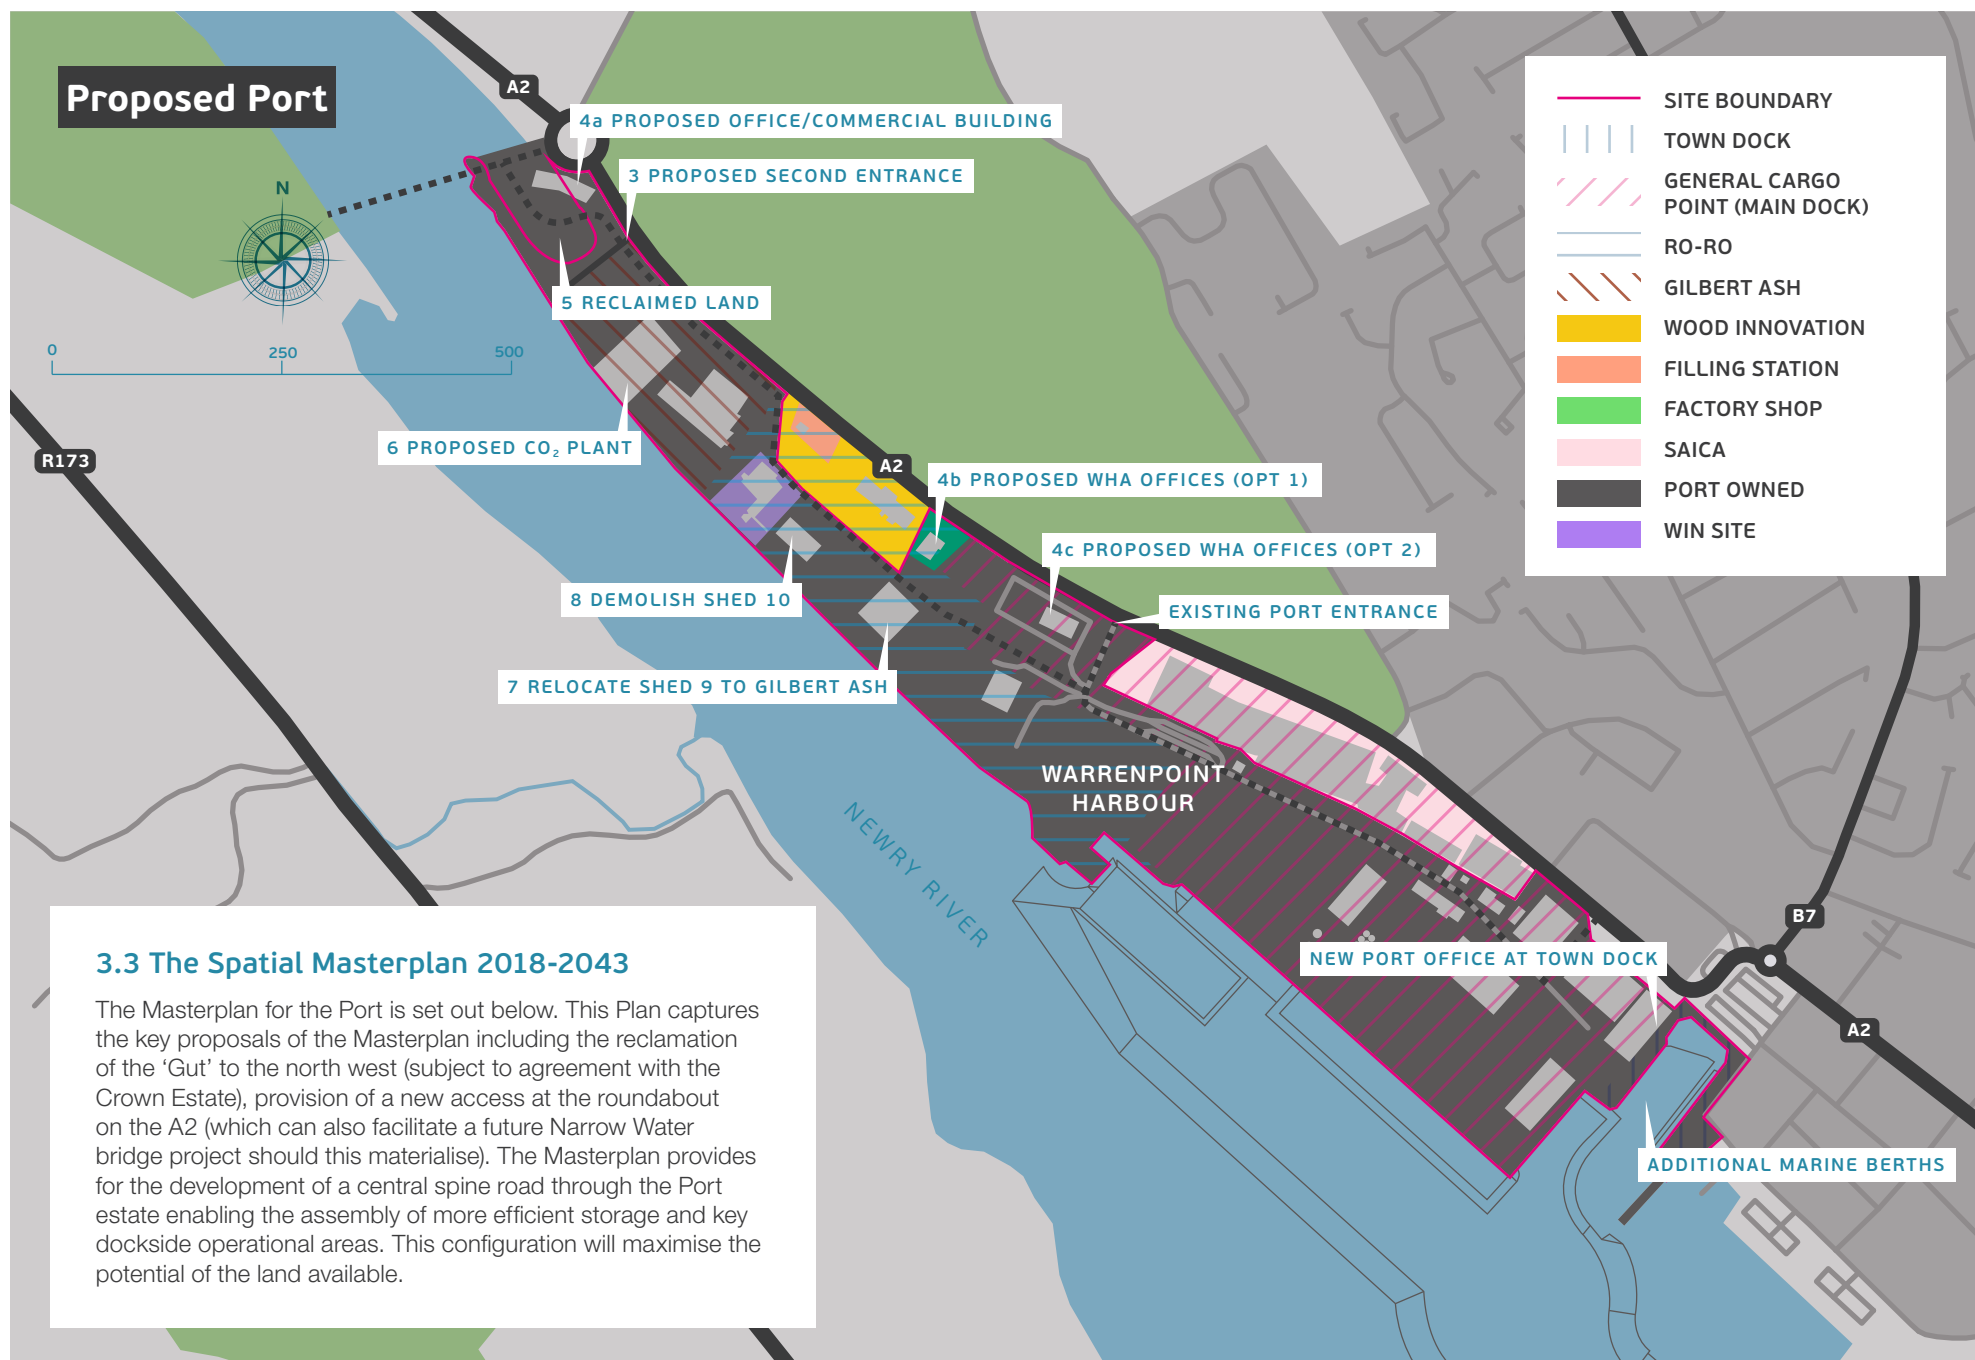 Proposed Port
A2
4a PROPOSED OFFICE/COMMERCIAL BUILDING
3 PROPOSED SECOND ENTRANCE
N
0
250
500
5 RECLAIMED LAND
R173
6 PROPOSED CO₂ PLANT
A2
4b PROPOSED WHA OFFICES (OPT 1)
4c PROPOSED WHA OFFICES (OPT 2)
8 DEMOLISH SHED 10
EXISTING PORT ENTRANCE
7 RELOCATE SHED 9 TO GILBERT ASH
WARRENPOINT
HARBOUR
NEWRY RIVER
B7
NEW PORT OFFICE AT TOWN DOCK
A2
ADDITIONAL MARINE BERTHS
SITE BOUNDARY
TOWN DOCK
GENERAL CARGO
POINT (MAIN DOCK)
RO-RO
GILBERT ASH
WOOD INNOVATION
FILLING STATION
FACTORY SHOP
SAICA
PORT OWNED
WIN SITE
3.3 The Spatial Masterplan 2018-2043
The Masterplan for the Port is set out below. This Plan captures
the key proposals of the Masterplan including the reclamation
of the ‘Gut’ to the north west (subject to agreement with the
Crown Estate), provision of a new access at the roundabout
on the A2 (which can also facilitate a future Narrow Water
bridge project should this materialise). The Masterplan provides
for the development of a central spine road through the Port
estate enabling the assembly of more efficient storage and key
dockside operational areas. This configuration will maximise the
potential of the land available.